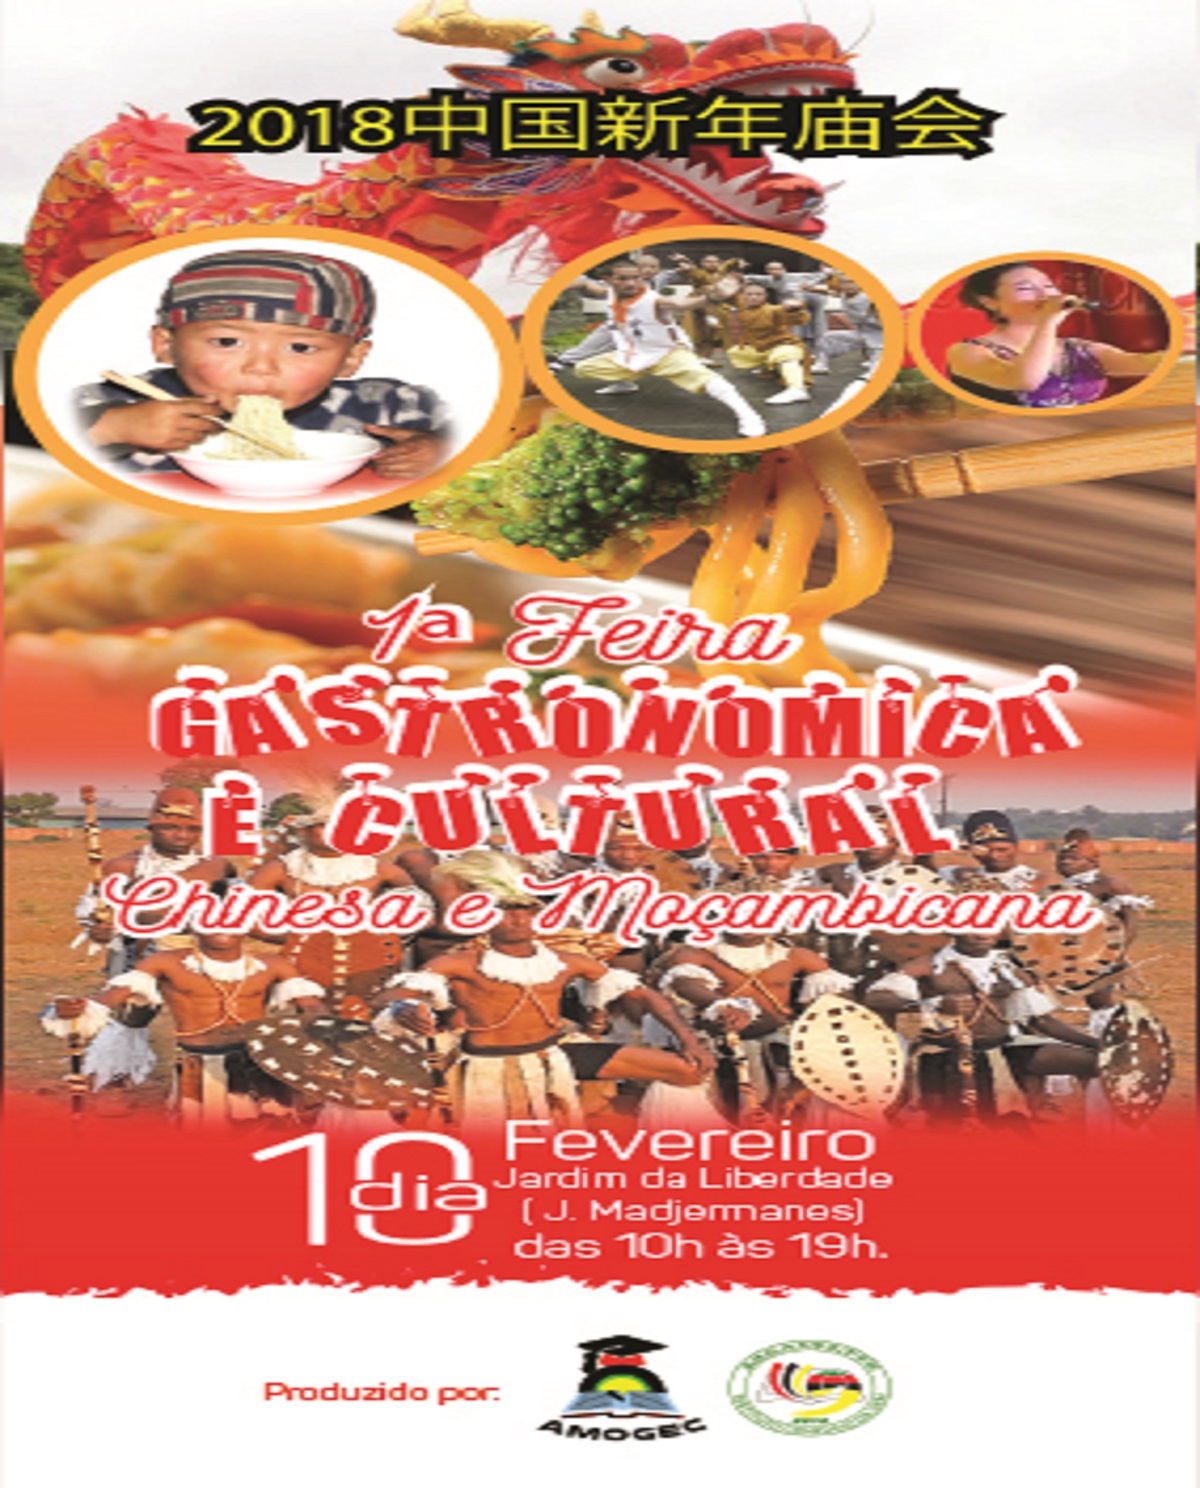 2018中国新年庙会
1ª Feira
GASTRONOMICA
E CULTURAL
Chinesa e Moçambicana
dia 10
Fevereiro
Jardim da Liberdade
( J. Madjermanes)
das 10h às 19h.
Produzido por:
AMOGEC